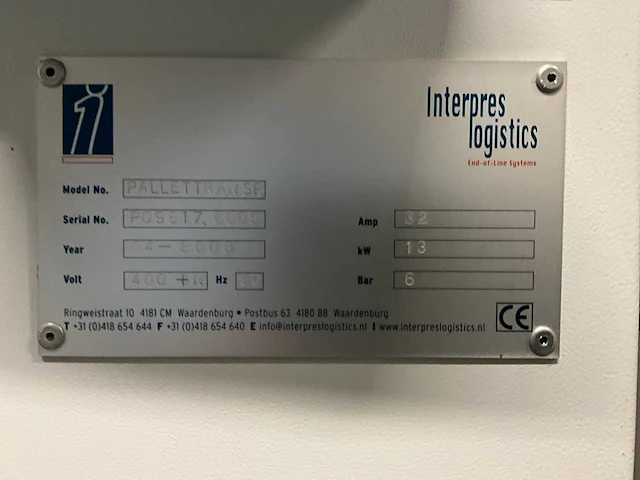 Interpres
logistics
End-of-Line Systems
Model No. PALLETTRANSF
Serial No.
Amp 32
Year
kW 13
Volt 400 +N Hz
Bar 6
Ringweistraat 10 4181 CM Waardenburg • Postbus 63 4180 BB Waardenburg
T +31 (0)418 654 644 F +31 (0)418 654 640 E info@interpreslogistics.nl I www.interpreslogistics.nl
CE